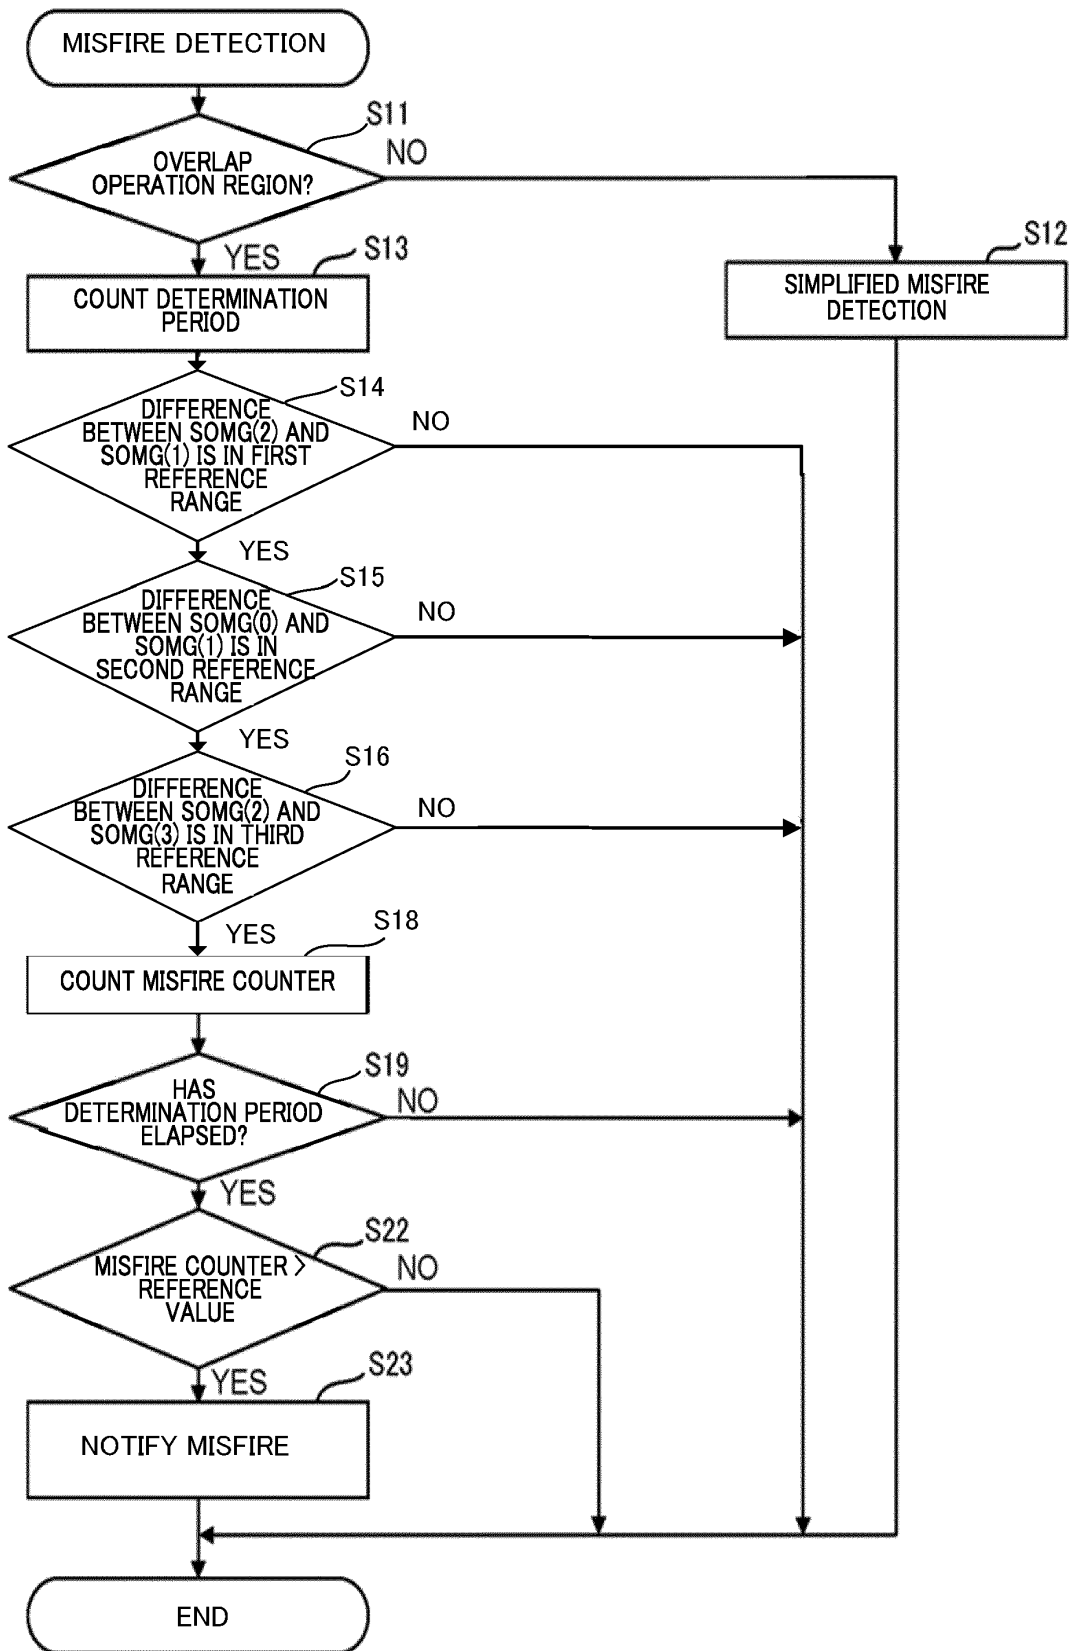 MISFIRE DETECTION
S11
OVERLAP
OPERATION REGION?
NO
YES
S12
SIMPLIFIED MISFIRE
DETECTION
S13
COUNT DETERMINATION
PERIOD
S14
DIFFERENCE
BETWEEN SOMG(2) AND
SOMG(1) IS IN FIRST
REFERENCE
RANGE
NO
YES
S15
DIFFERENCE
BETWEEN SOMG(0) AND
SOMG(1) IS IN
SECOND REFERENCE
RANGE
NO
YES
S16
DIFFERENCE
BETWEEN SOMG(2) AND
SOMG(3) IS IN THIRD
REFERENCE
RANGE
NO
YES
S18
COUNT MISFIRE COUNTER
S19
HAS
DETERMINATION PERIOD
ELAPSED?
NO
YES
S22
MISFIRE COUNTER >
REFERENCE
VALUE
NO
YES
S23
NOTIFY MISFIRE
END